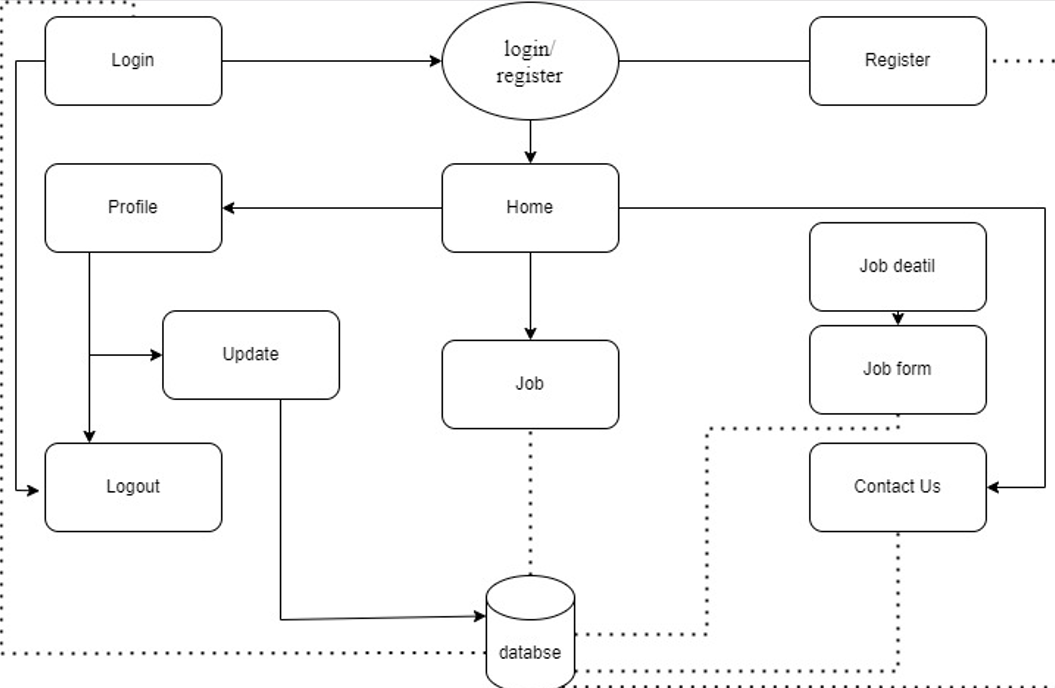 Login
login/
register
Register
Profile
Home
Job deatil
Update
Job
Job form
Logout
Contact Us
databse